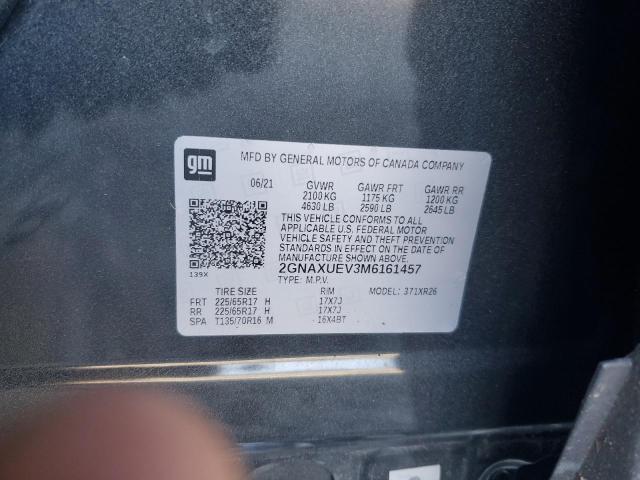 gm
MFD BY GENERAL MOTORS OF CANADA COMPANY
06/21 GVWR GAWR FRT GAWR RR
2100 KG 1175 KG 1200 KG
4630 LB 2590 LB 2645 LB
THIS VEHICLE CONFORMS TO ALL
APPLICABLE U.S. FEDERAL MOTOR
VEHICLE SAFETY AND THEFT PREVENTION
STANDARDS IN EFFECT ON THE DATE OF
MANUFACTURE SHOWN ABOVE.
139X
2GNAXUEV3M6161457
TYPE: M.P.V.
TIRE SIZE RIM MODEL: 371XR26
FRT 225/65R17 H 17X7J
RR 225/65R17 H 17X7J
SPA T135/70R16 M 16X4BT